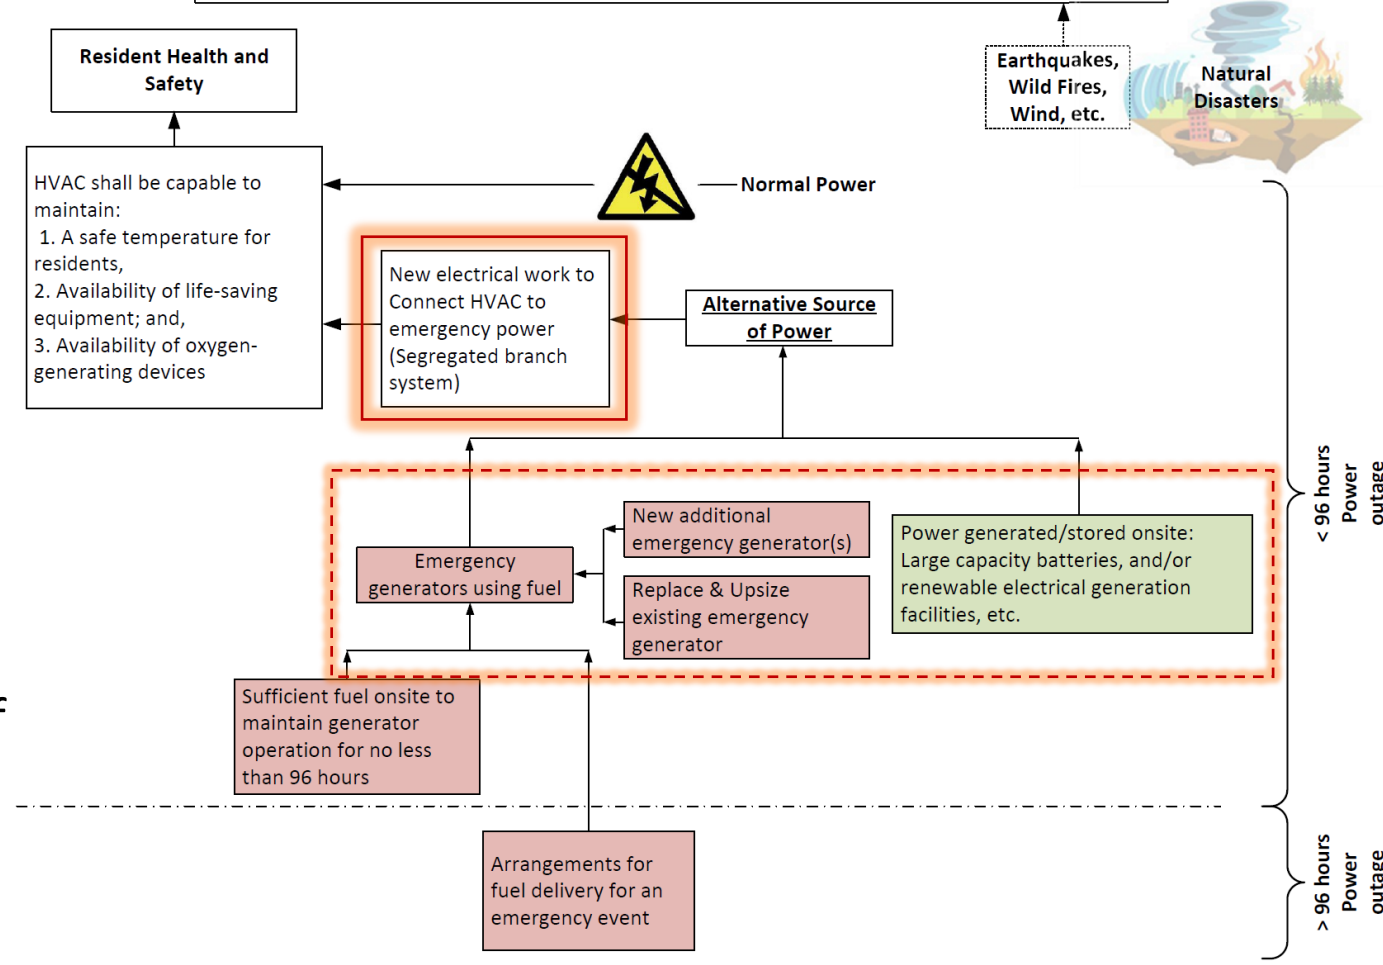 Resident Health and
Safety
Earthquakes,
Wild Fires,
Wind, etc.
Natural
Disasters
HVAC shall be capable to
maintain:
1. A safe temperature for
residents,
2. Availability of life-saving
equipment; and,
3. Availability of oxygen-
generating devices
Normal Power
New electrical work to
Connect HVAC to
emergency power
(Segregated branch
system)
Alternative Source
of Power
< 96 hours
Power
outage
Emergency
generators using fuel
New additional
emergency generator(s)
Replace & Upsize
existing emergency
generator
Power generated/stored onsite:
Large capacity batteries, and/or
renewable electrical generation
facilities, etc.
Sufficient fuel onsite to
maintain generator
operation for no less
than 96 hours
Arrangements for
fuel delivery for an
emergency event
> 96 hours
Power
outage